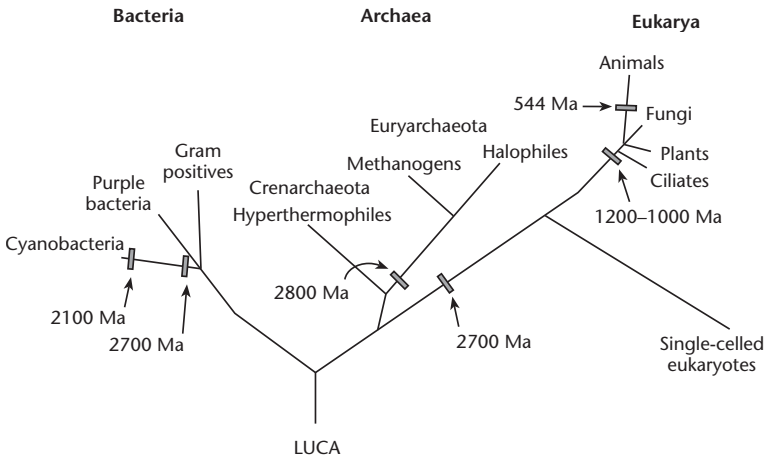 Bacteria
Archaea
Eukarya
Animals
544 Ma
Fungi
Euryarchaeota
Gram
positives
Methanogens
Halophiles
Plants
Purple
bacteria
Crenarchaeota
Hyperthermophiles
Ciliates
1200–1000 Ma
Cyanobacteria
2800 Ma
2100 Ma
2700 Ma
2700 Ma
Single-celled
eukaryotes
LUCA